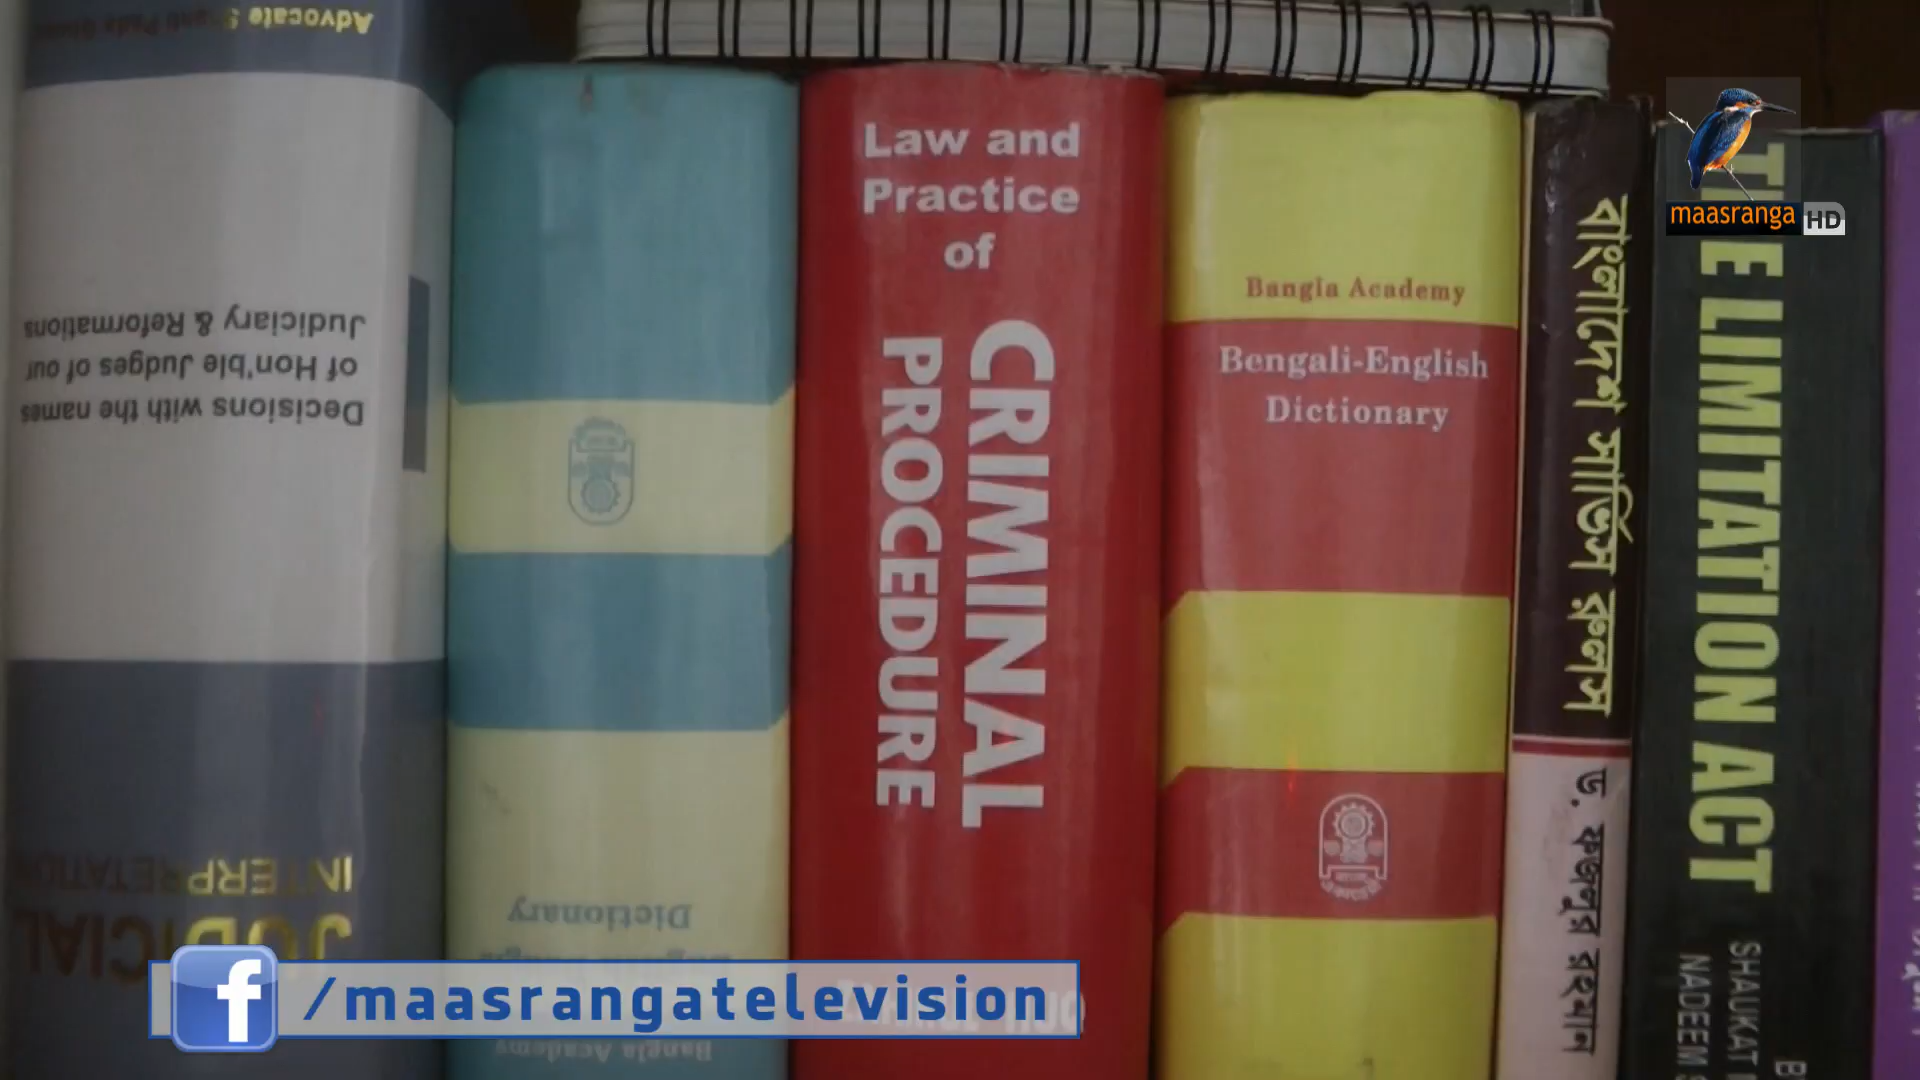 Advocate
Decisions with the names
of Hon'ble Judges of our
Judiciary & Reformations
JUDICIAL
INTERPRETATION
Dictionary
Bangla Academy
Law and
Practice
of
CRIMINAL
PROCEDURE
Bangla Academy
Bengali-English
Dictionary
বাংলাদেশ সার্ভিস রুলস
ড. ফজলুর রহমান
THE LIMITATION ACT
SHAUKAT
NADEEM
maasranga HD
f /maasrangatelevision